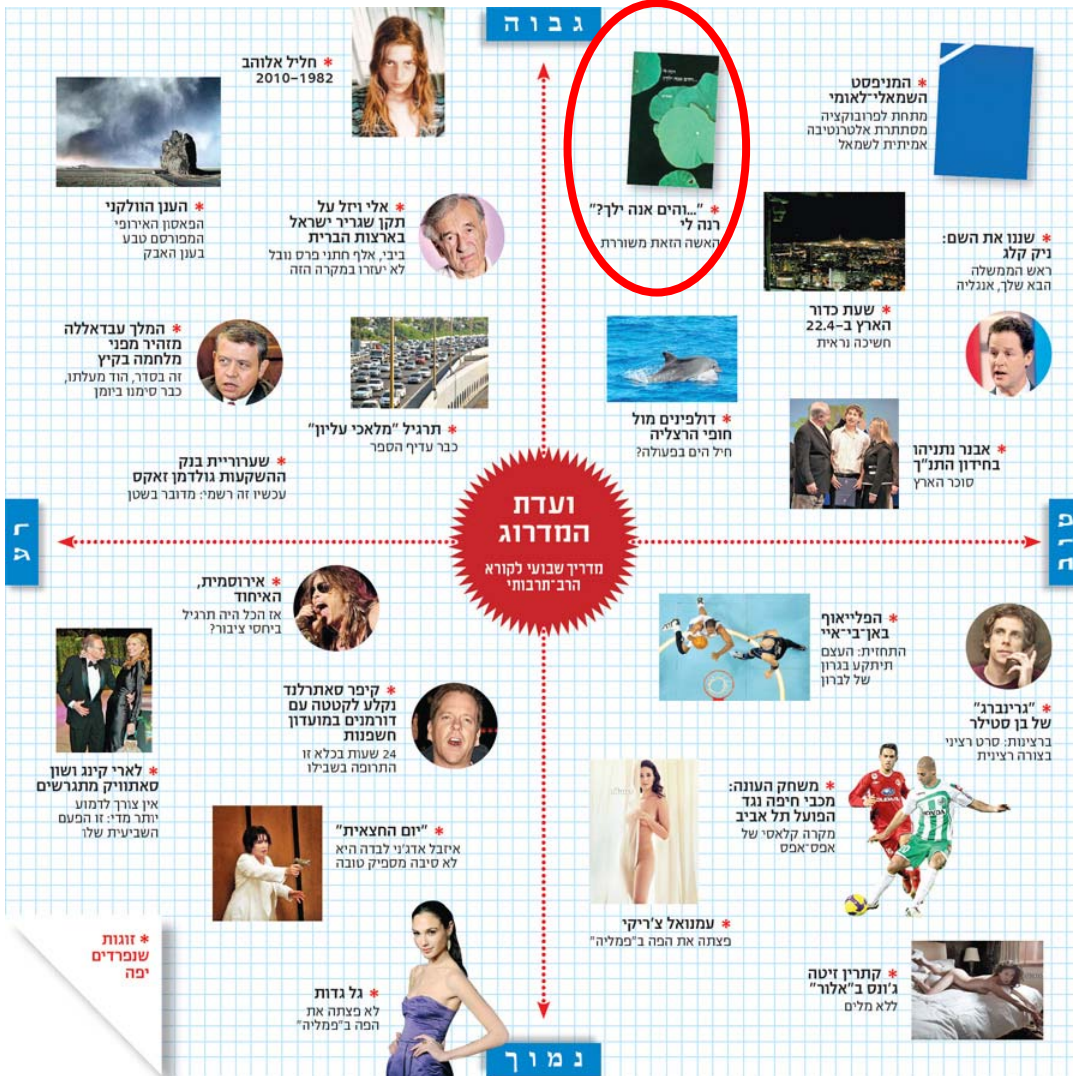 גבוה
* חליל אלוהב
2010–1982
* המניפסט
השמאלי־לאומי
מתחת לפרובוקציה
מסתתרת אלטרנטיבה
אמיתית לשמאל
* הענן הוולקני
הפאסון האירופי
המפורסם טבע
בענן האבק
* אלי ויזל על
תקן שגריר ישראל
בארצות הברית
ביבי, אלף חתני פרס נובל
לא יעזרו במקרה הזה
* "...והים אנה ילך?"
רנה לי
האשה הזאת משוררת
* שננו את השם:
ניק קלג
ראש הממשלה
הבא שלך, אנגליה
* שעת כדור
הארץ ב–22.4
חשיכה נראית
* המלך עבדאללה
מזהיר מפני
מלחמה בקיץ
זה בסדר, הוד מעלתו,
כבר סימנו ביומן
* תרגיל "מלאכי עליון"
כבר עדיף הספר
* דולפינים מול
חופי הרצליה
חיל הים בפעולה?
* אבנר נתניהו
בחידון התנ"ך
סוכר הארץ
* שערוריית בנק
ההשקעות גולדמן זאקס
עכשיו זה רשמי: מדובר בשטן
ועדת
המדרוג
מדריך שבועי לקורא
הרב־תרבותי
רע
טוב
* אירוסמית,
האיחוד
אז הכל היה תרגיל
ביחסי ציבור?
* הפלייאוף
באן־בי־איי
התחזית: העצם
תיתקע בגרון
של לברון
* "גרינברג"
של בן סטילר
ברצינות: סרט רציני
בצורה רצינית
* קיפר סאתרלנד
נקלע לקטטה עם
דורמנים במועדון
חשפנות
24 שעות בכלא זו
התרופה בשבילו
* לארי קינג ושון
סאתוויק מתגרשים
אין צורך לדמוע
יותר מדי: זו הפעם
השביעית שלו
* משחק העונה:
מכבי חיפה נגד
הפועל תל אביב
מקרה קלאסי של
אפס־אפס
* "יום החצאית"
איזבל אדג'ני לבדה היא
לא סיבה מספיק טובה
* עמנואל צ'ריקי
פצתה את הפה ב"פמליה"
* זוגות
שנפרדים
יפה
* גל גדות
לא פצתה את
הפה ב"פמליה"
* קתרין זיטה
ג'ונס ב"אלור"
ללא מלים
נמוך